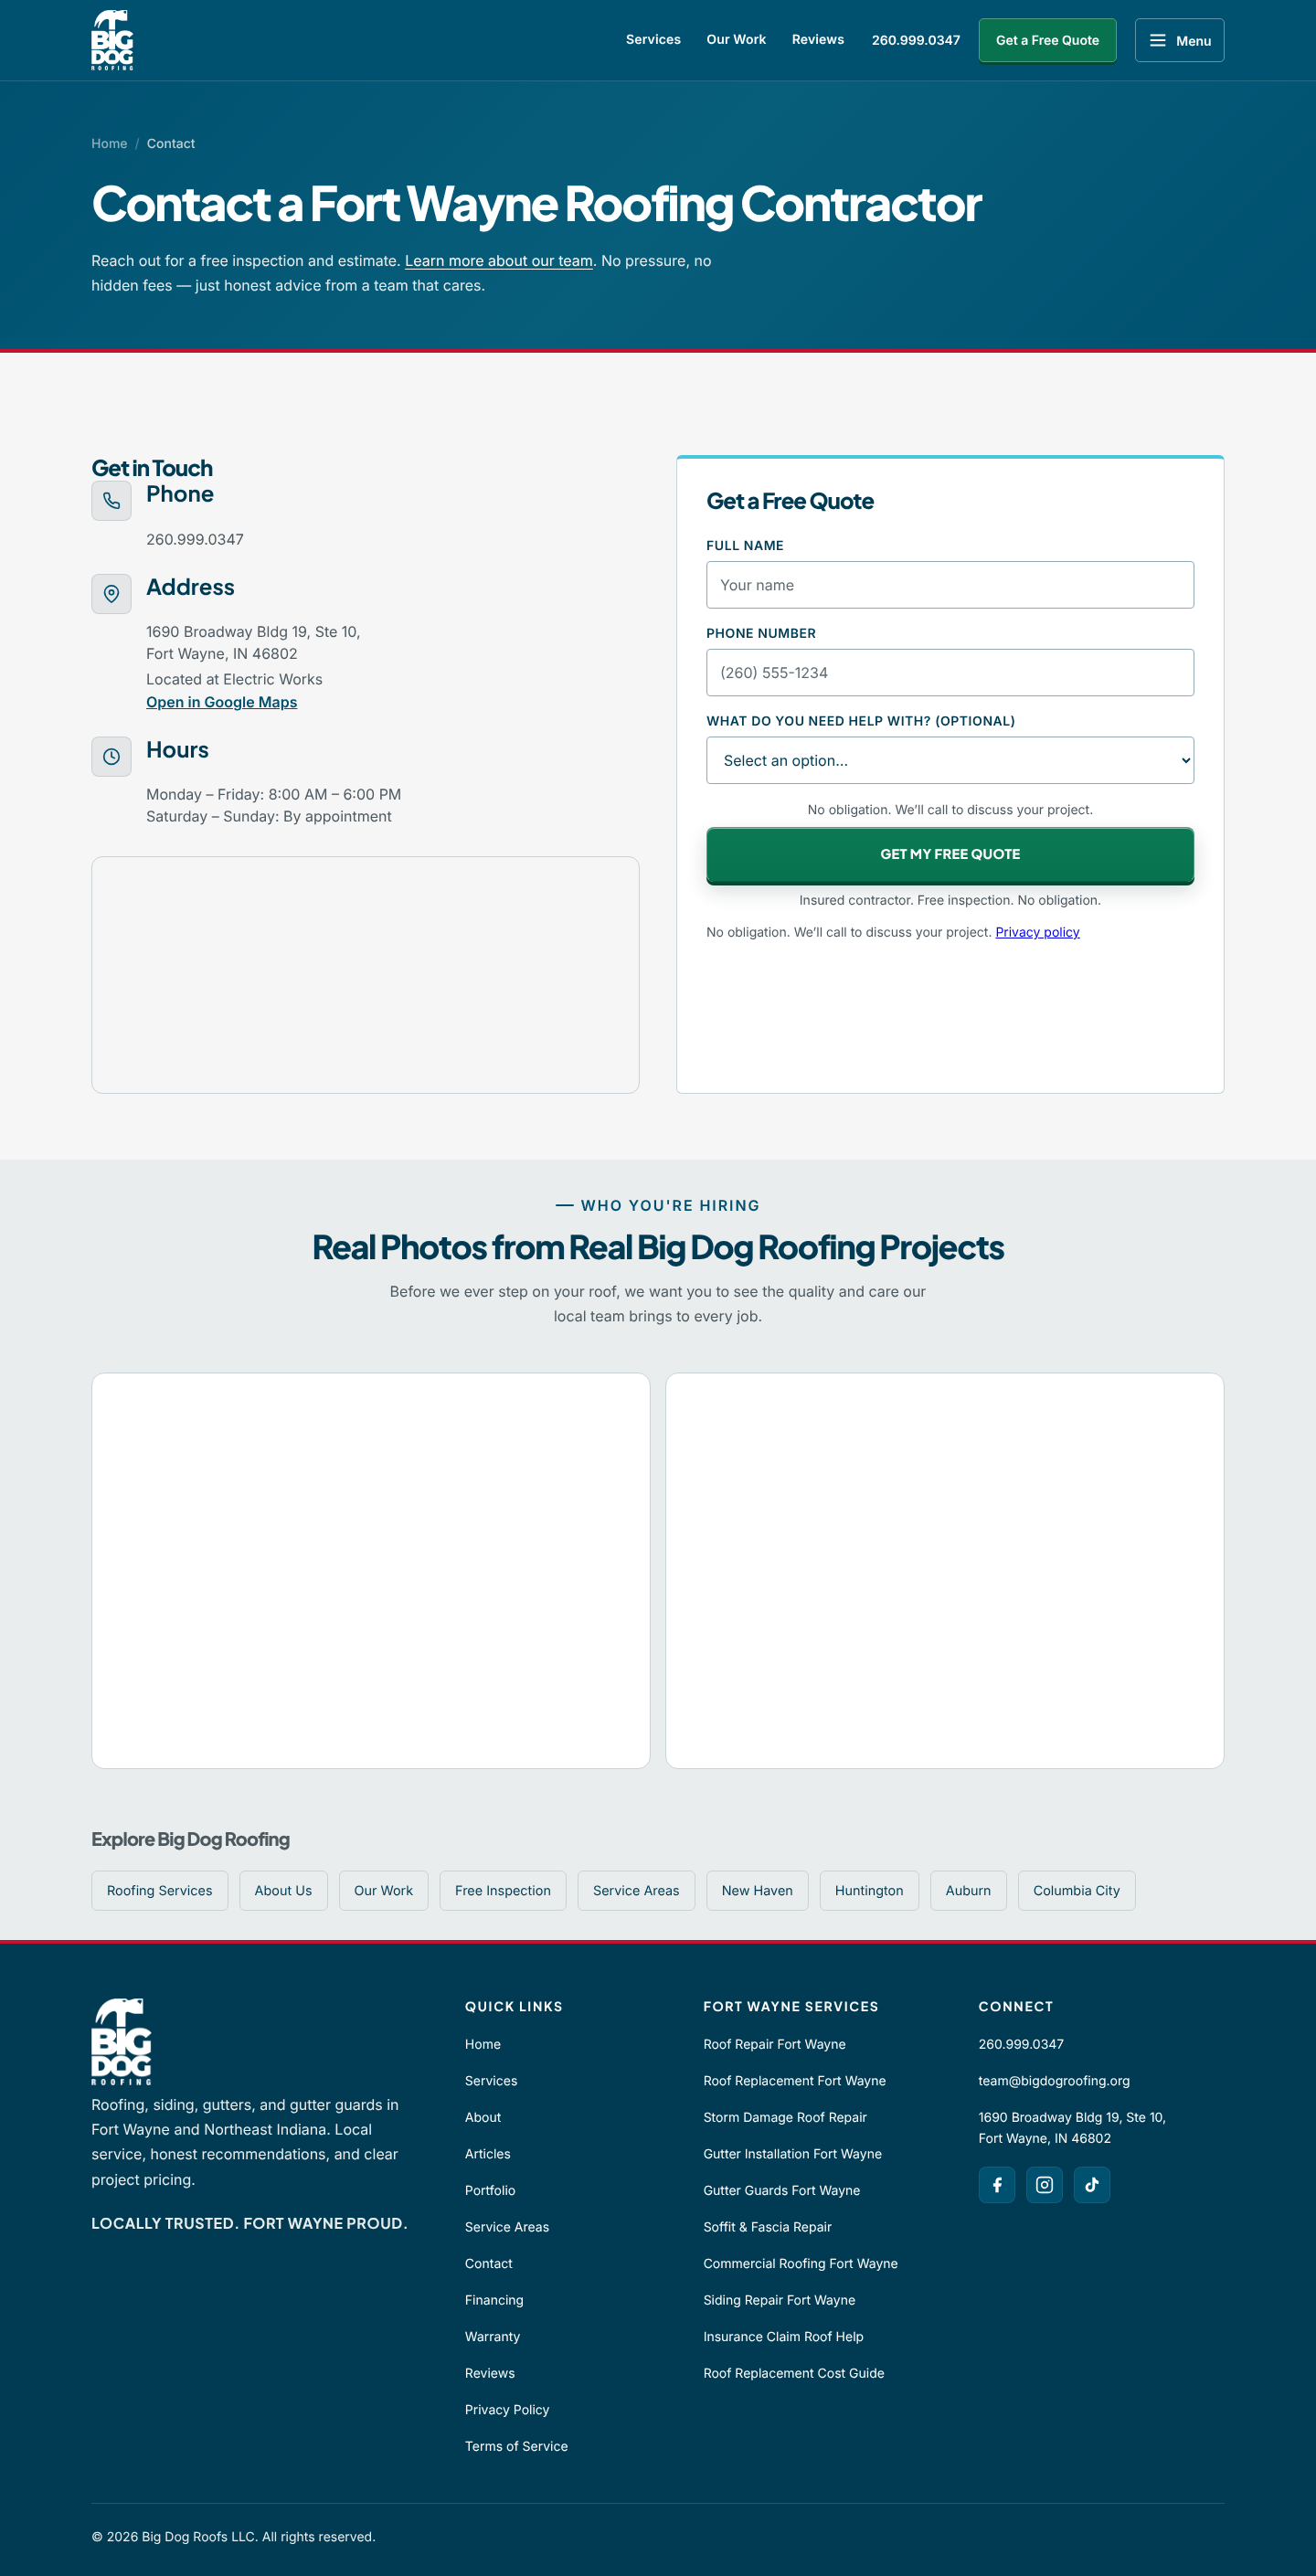 BIG
DOG
ROOFING
Services
Our Work
Reviews
260.999.0347
Get a Free Quote
Menu
Home / Contact
Contact a Fort Wayne Roofing Contractor
Reach out for a free inspection and estimate. Learn more about our team. No pressure, no
hidden fees — just honest advice from a team that cares.
Get in Touch
Phone
260.999.0347
Address
1690 Broadway Bldg 19, Ste 10,
Fort Wayne, IN 46802
Located at Electric Works
Open in Google Maps
Hours
Monday – Friday: 8:00 AM – 6:00 PM
Saturday – Sunday: By appointment
Get a Free Quote
FULL NAME
Your name
PHONE NUMBER
(260) 555-1234
WHAT DO YOU NEED HELP WITH? (OPTIONAL)
Select an option...
No obligation. We’ll call to discuss your project.
GET MY FREE QUOTE
Insured contractor. Free inspection. No obligation.
No obligation. We’ll call to discuss your project. Privacy policy
— WHO YOU'RE HIRING
Real Photos from Real Big Dog Roofing Projects
Before we ever step on your roof, we want you to see the quality and care our
local team brings to every job.
Explore Big Dog Roofing
Roofing Services
About Us
Our Work
Free Inspection
Service Areas
New Haven
Huntington
Auburn
Columbia City
BIG
DOG
ROOFING
Roofing, siding, gutters, and gutter guards in
Fort Wayne and Northeast Indiana. Local
service, honest recommendations, and clear
project pricing.
LOCALLY TRUSTED. FORT WAYNE PROUD.
QUICK LINKS
Home
Services
About
Articles
Portfolio
Service Areas
Contact
Financing
Warranty
Reviews
Privacy Policy
Terms of Service
FORT WAYNE SERVICES
Roof Repair Fort Wayne
Roof Replacement Fort Wayne
Storm Damage Roof Repair
Gutter Installation Fort Wayne
Gutter Guards Fort Wayne
Soffit & Fascia Repair
Commercial Roofing Fort Wayne
Siding Repair Fort Wayne
Insurance Claim Roof Help
Roof Replacement Cost Guide
CONNECT
260.999.0347
team@bigdogroofing.org
1690 Broadway Bldg 19, Ste 10,
Fort Wayne, IN 46802
© 2026 Big Dog Roofs LLC. All rights reserved.